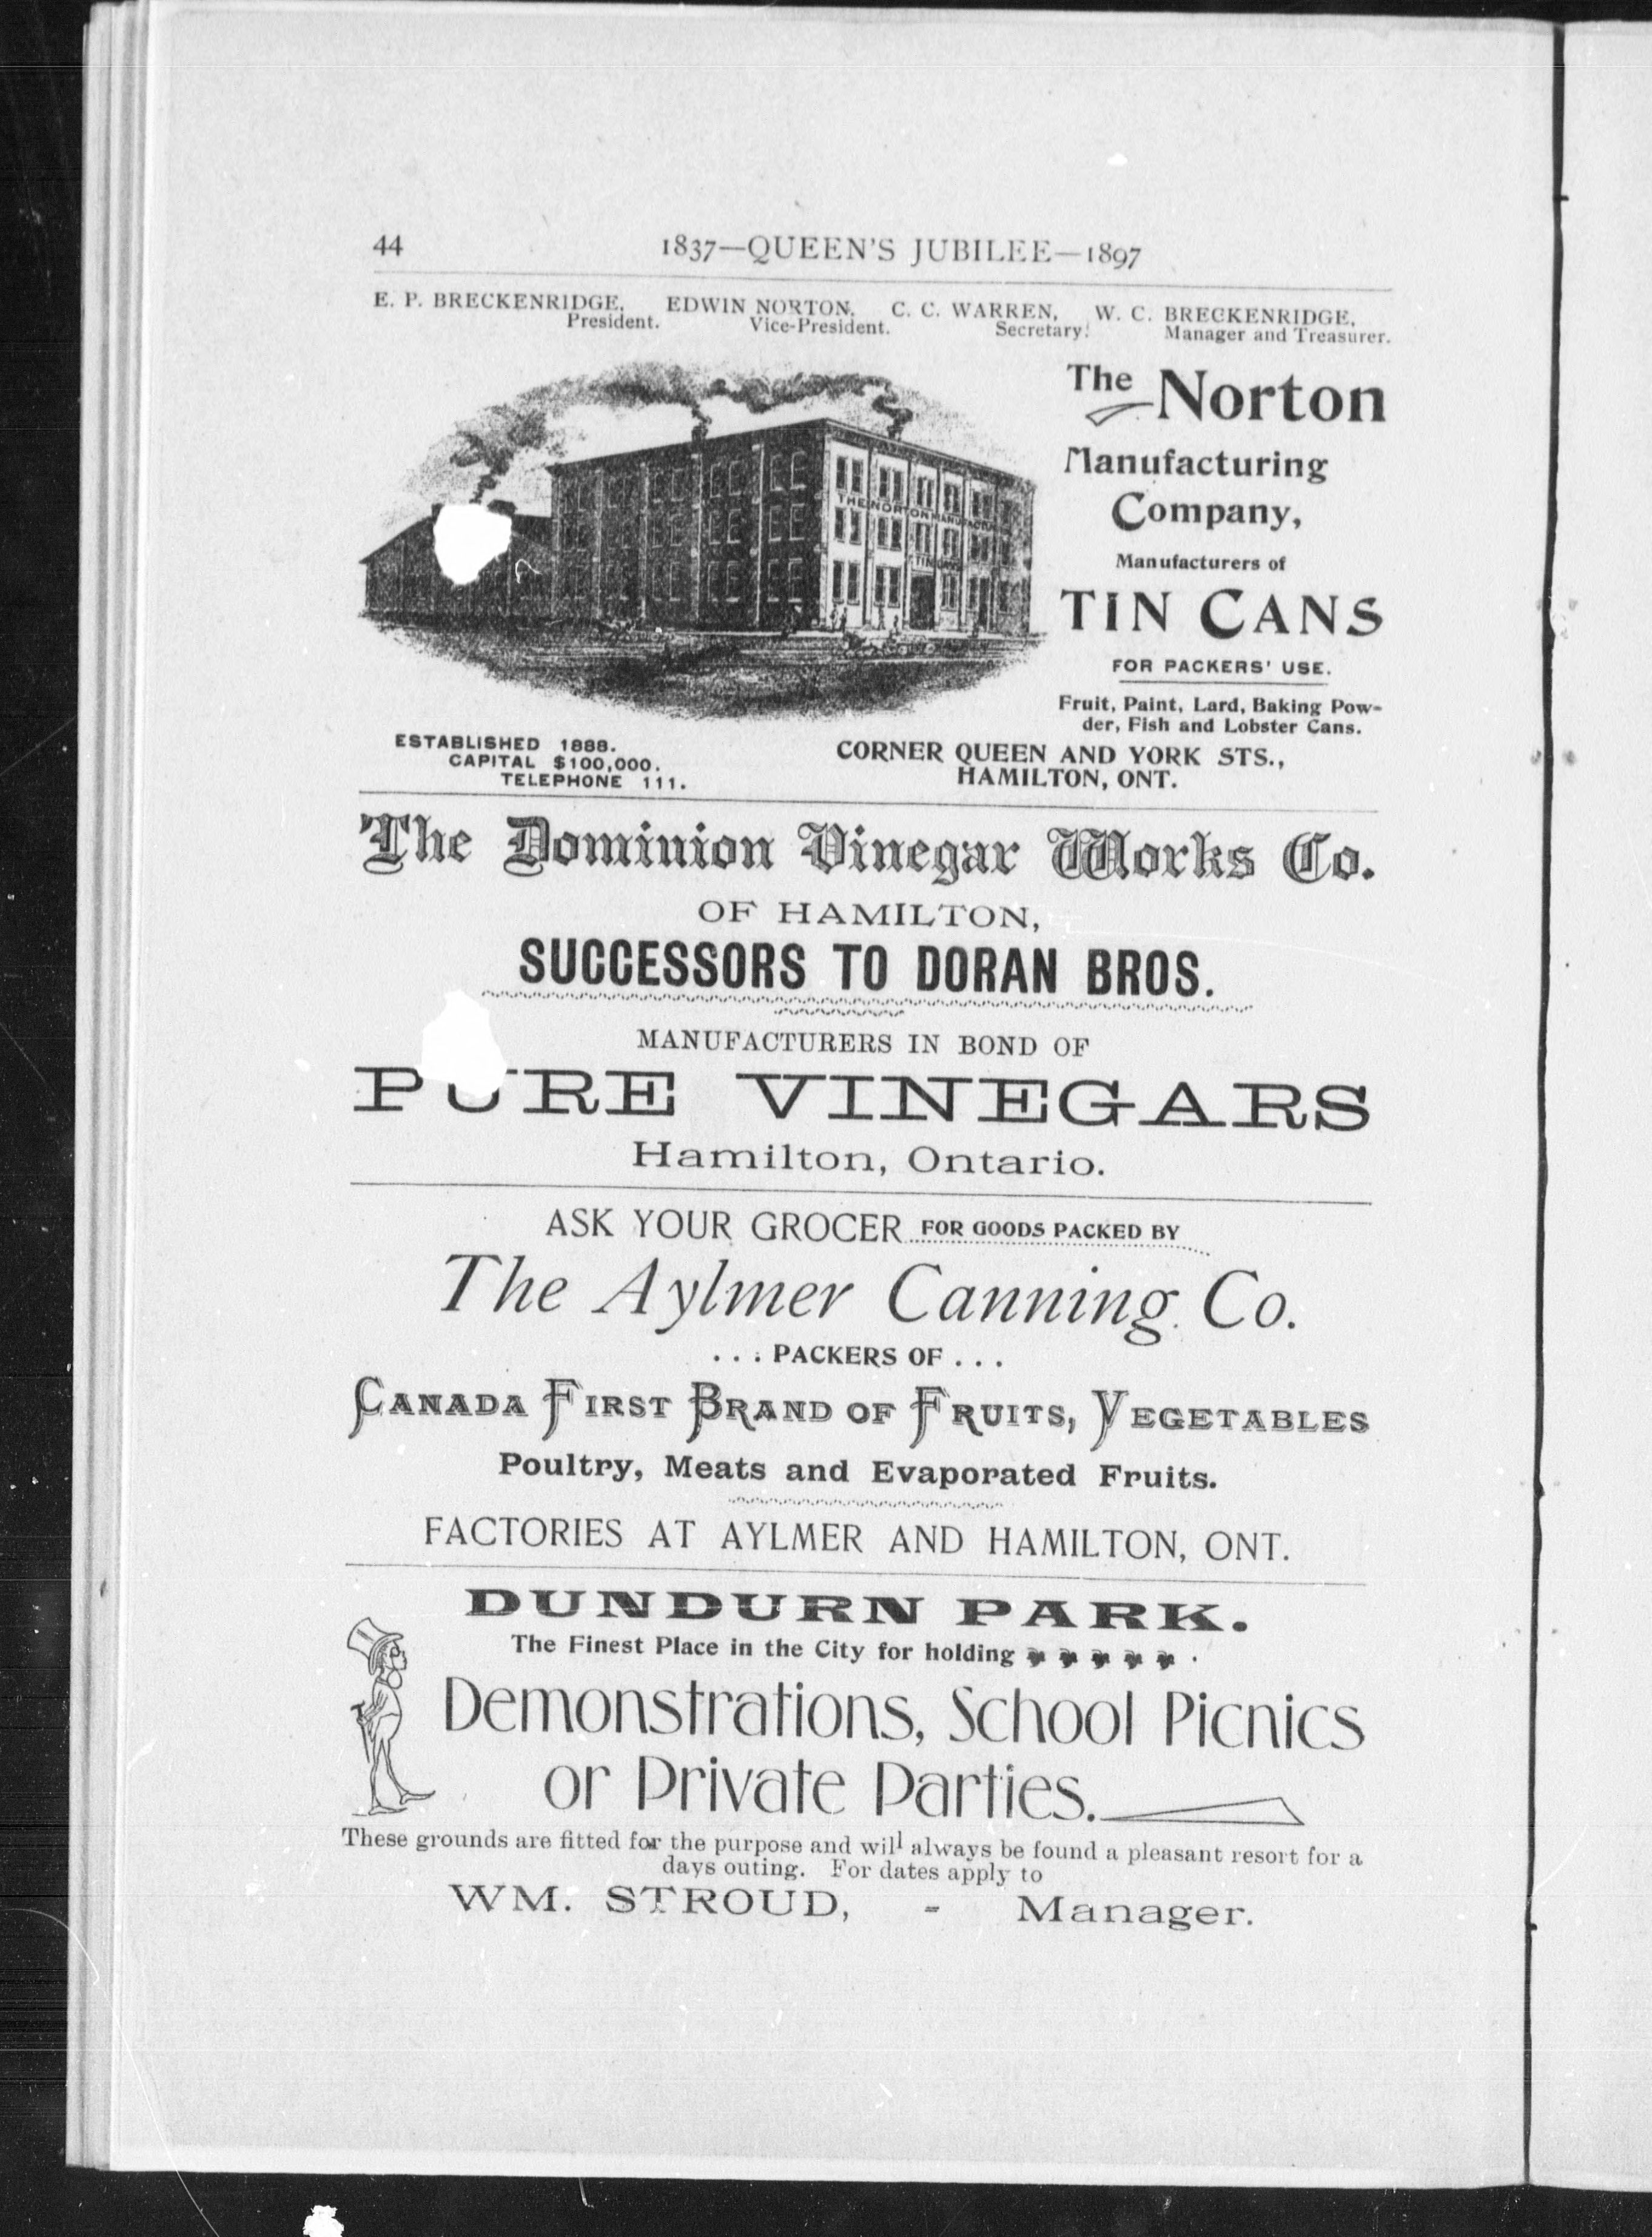 44 1837—QUEEN'S JUBILEE—1897
E. P. BRECKENRIDGE, EDWIN NORTON, C. C. WARREN, W. C. BRECKENRIDGE,
President. Vice-President. Secretary. Manager and Treasurer.
The Norton
Manufacturing
Company,
THE NORTON MANUFACTUR
TIN CANS
Manufacturers of
TIN CANS
FOR PACKERS' USE.
Fruit, Paint, Lard, Baking Pow-
der, Fish and Lobster Cans.
ESTABLISHED 1888.
CAPITAL $100,000.
TELEPHONE 111.
CORNER QUEEN AND YORK STS.,
HAMILTON, ONT.
The Dominion Vinegar Works Co.
OF HAMILTON,
SUCCESSORS TO DORAN BROS.
MANUFACTURERS IN BOND OF
PURE VINEGARS
Hamilton, Ontario.
ASK YOUR GROCER FOR GOODS PACKED BY
The Aylmer Canning Co.
. . . PACKERS OF . . .
CANADA FIRST BRAND OF FRUITS, VEGETABLES
Poultry, Meats and Evaporated Fruits.
FACTORIES AT AYLMER AND HAMILTON, ONT.
DUNDURN PARK.
The Finest Place in the City for holding
Demonstrations, School Picnics
or Private Parties.
These grounds are fitted for the purpose and will always be found a pleasant resort for a
days outing. For dates apply to
WM. STROUD, - Manager.